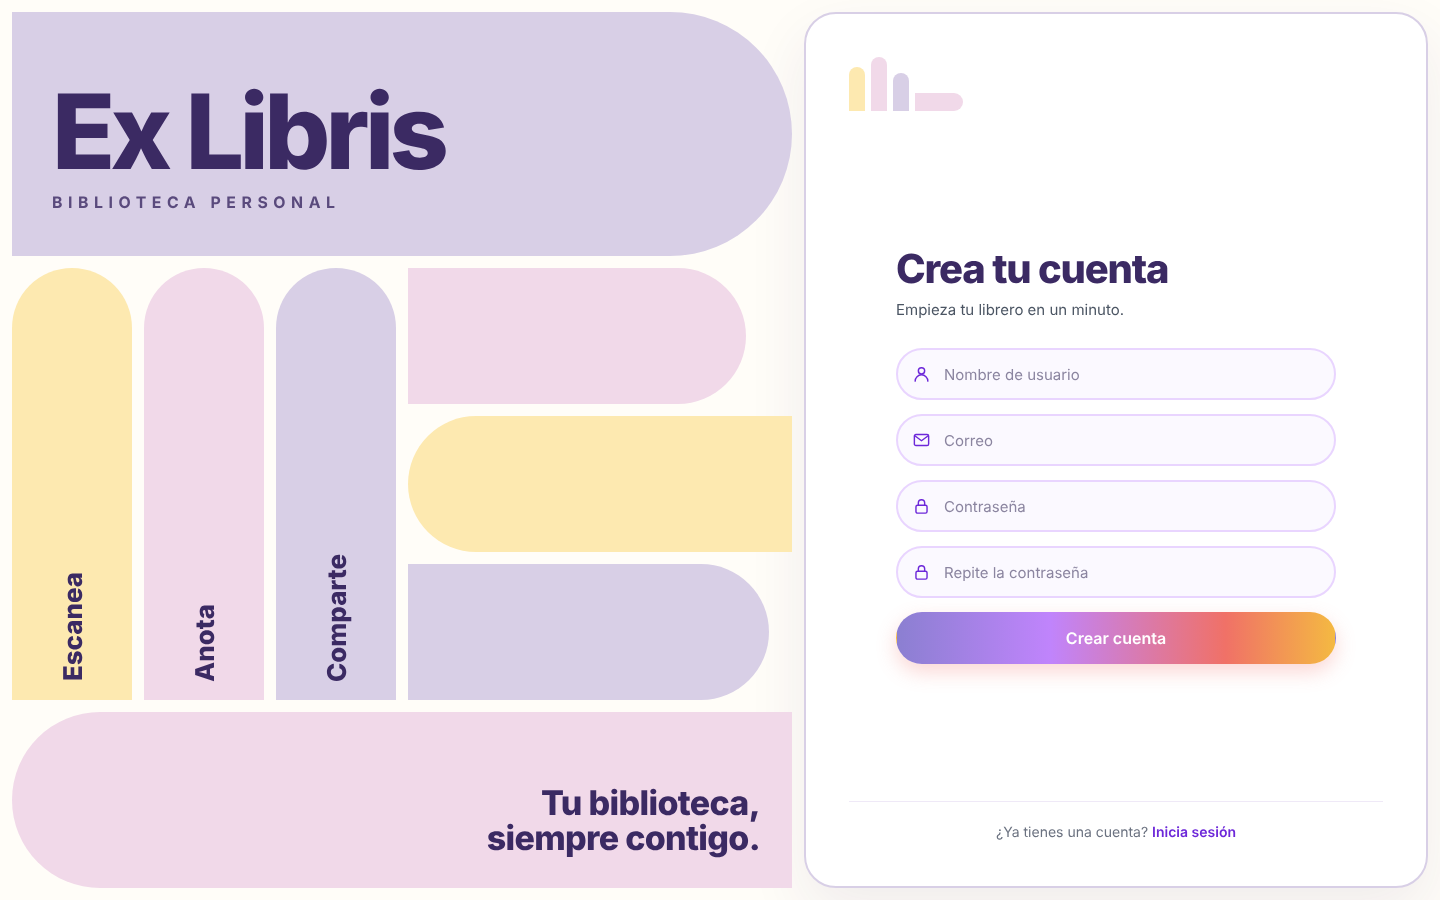 Ex Libris
BIBLIOTECA PERSONAL
Escanea
Anota
Comparte
Tu biblioteca,
siempre contigo.
Crea tu cuenta
Empieza tu librero en un minuto.
Nombre de usuario
Correo
Contraseña
Repite la contraseña
Crear cuenta
¿Ya tienes una cuenta? Inicia sesión